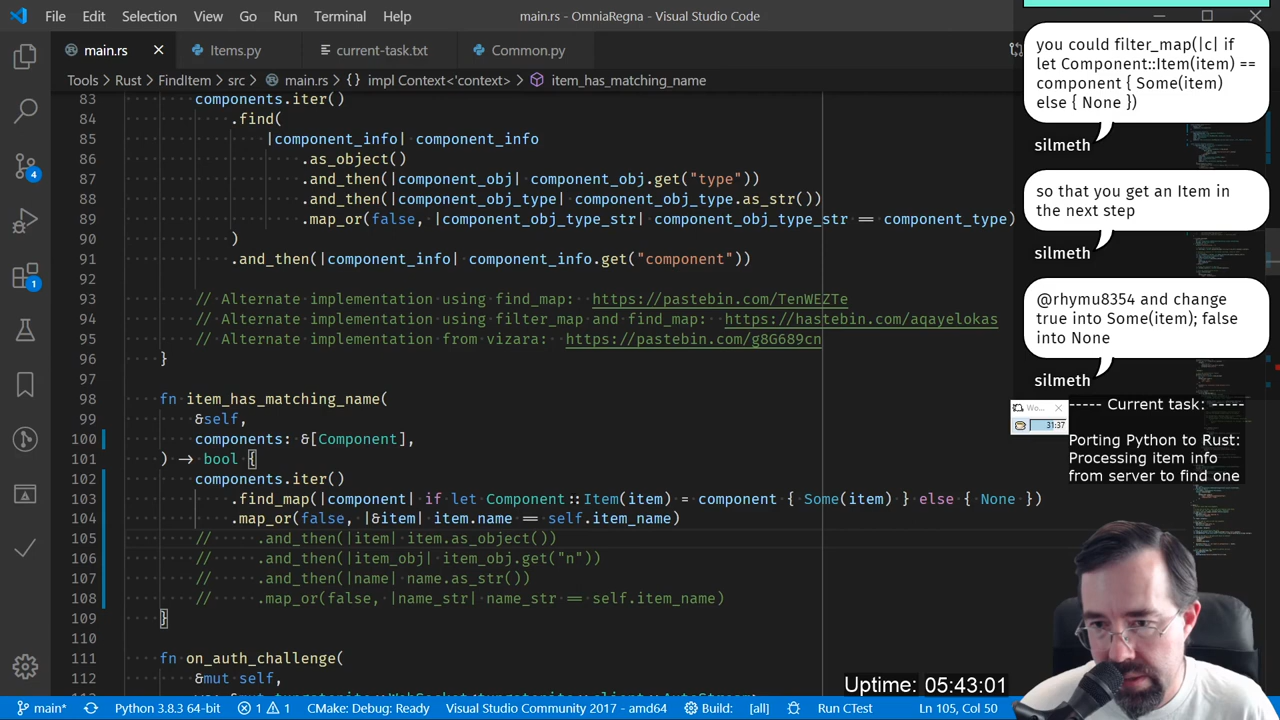 File Edit Selection View Go Run Terminal Help
main.rs - OmniaRegna - Visual Studio Code
main.rs Items.py current-task.txt Common.py
Tools > Rust > FindItem > src > main.rs > {} impl Context<'context> > item_has_matching_name
83 components.iter()
84 .find(
85 |component_info| component_info
86 .as_object()
87 .and_then(|component_obj| component_obj.get("type"))
88 .and_then(|component_obj_type| component_obj_type.as_str())
89 .map_or(false, |component_obj_type_str| component_obj_type_str == component_type)
90 )
91 .and_then(|component_info| component_info.get("component"))
92
93 // Alternate implementation using find_map: https://pastebin.com/TenWEZTe
94 // Alternate implementation using filter_map and find_map: https://hastebin.com/aqayelokas
95 // Alternate implementation from vizara: https://pastebin.com/g8G689cn
96 }
97
98 fn item_has_matching_name(
99 &self,
100 components: &[Component],
101 ) -> bool {
102 components.iter()
103 .find_map(|component| if let Component::Item(item) = component { Some(item) } else { None })
104 .map_or(false, |&item| item.name == self.item_name)
105 // .and_then(|item| item.as_object())
106 // .and_then(|item_obj| item_obj.get("n"))
107 // .and_then(|name| name.as_str())
108 // .map_or(false, |name_str| name_str == self.item_name)
109 }
110
111 fn on_auth_challenge(
112 &mut self,
you could filter_map(|c| if
let Component::Item(item) ==
component { Some(item)
else { None })
silmeth
so that you get an Item in
the next step
silmeth
@rhymu8354 and change
true into Some(item); false
into None
silmeth
Wo...
31:37
----- Current task: -----
Porting Python to Rust:
Processing item info
from server to find one
Uptime: 05:43:01
4
1
main* Python 3.8.3 64-bit 1 1 CMake: Debug: Ready Visual Studio Community 2017 - amd64 Build: [all] Run CTest Ln 105, Col 50